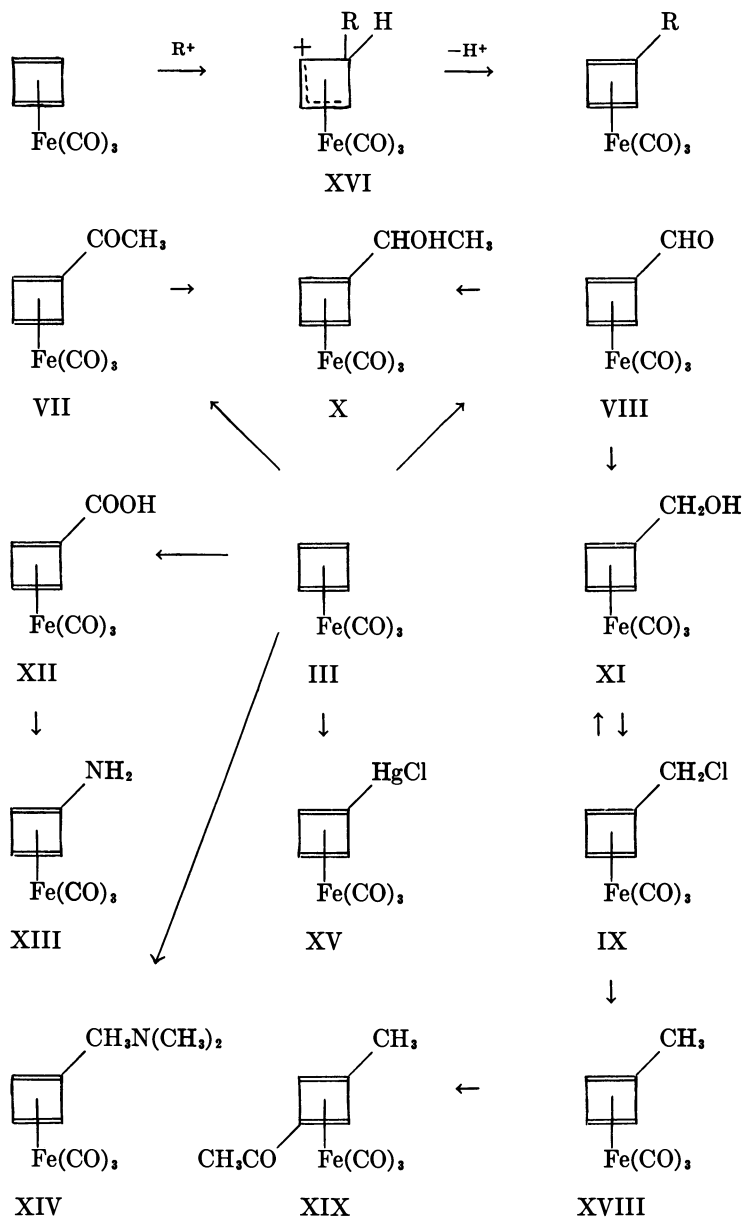 R H
R⁺ + −H⁺ R
Fe(CO)₃ Fe(CO)₃ Fe(CO)₃
XVI
COCH₃ CHOHCH₃ CHO
→ ←
Fe(CO)₃ Fe(CO)₃ Fe(CO)₃
VII X VIII
COOH CH₂OH
Fe(CO)₃ Fe(CO)₃ Fe(CO)₃
XII III XI
NH₂ HgCl CH₂Cl
Fe(CO)₃ Fe(CO)₃ Fe(CO)₃
XIII XV IX
CH₃N(CH₃)₂ CH₃ CH₃
Fe(CO)₃ CH₃CO Fe(CO)₃ Fe(CO)₃
XIV XIX XVIII